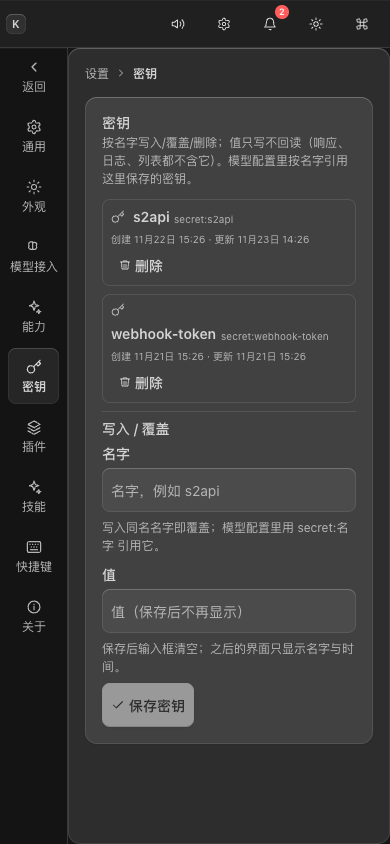 K
2
返回
通用
外观
模型接入
能力
密钥
插件
技能
快捷键
关于
设置 > 密钥
密钥
按名字写入/覆盖/删除；值只写不回读（响应、
日志、列表都不含它）。模型配置里按名字引用
这里保存的密钥。
s2api secret:s2api
创建 11月22日 15:26 · 更新 11月23日 14:26
删除
webhook-token secret:webhook-token
创建 11月21日 15:26 · 更新 11月21日 15:26
删除
写入 / 覆盖
名字
名字，例如 s2api
写入同名名字即覆盖；模型配置里用 secret:名
字 引用它。
值
值（保存后不再显示）
保存后输入框清空；之后的界面只显示名字与时
间。
保存密钥